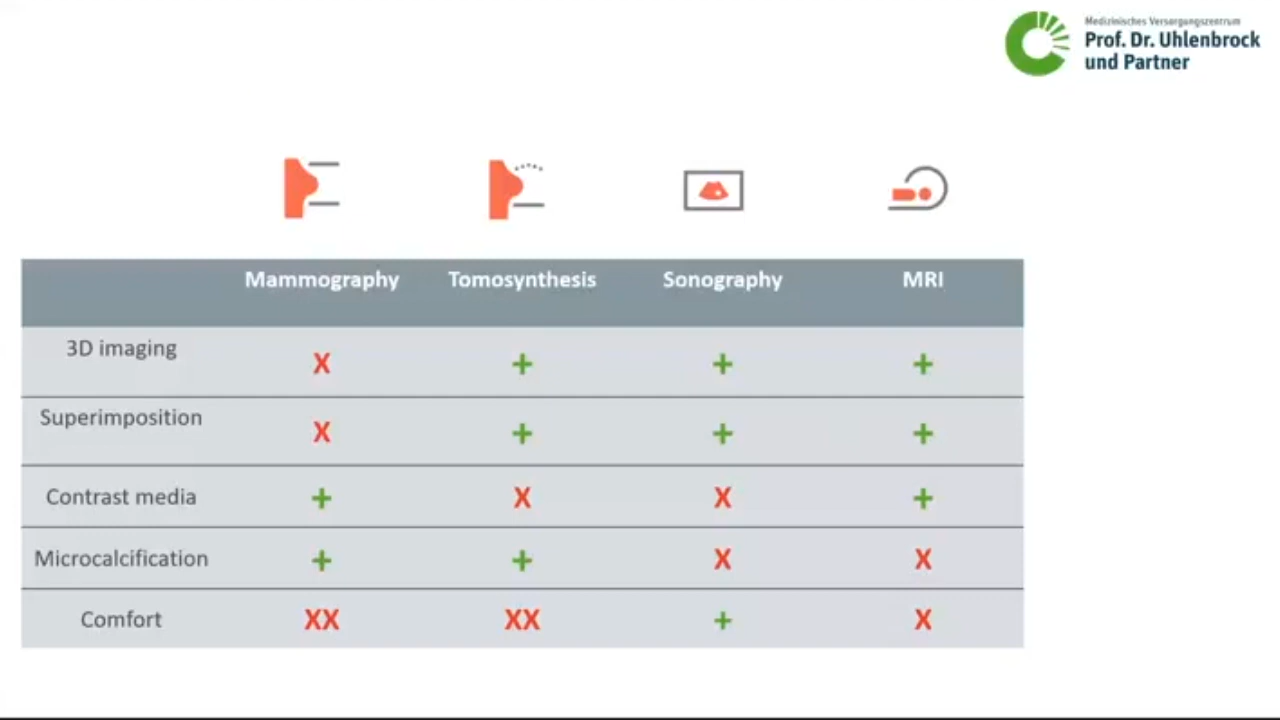 Medizinisches Versorgungszentrum
Prof. Dr. Uhlenbrock
und Partner
Mammography Tomosynthesis Sonography MRI
3D imaging X + + +
Superimposition X + + +
Contrast media + X X +
Microcalcification + + X X
Comfort XX XX + X